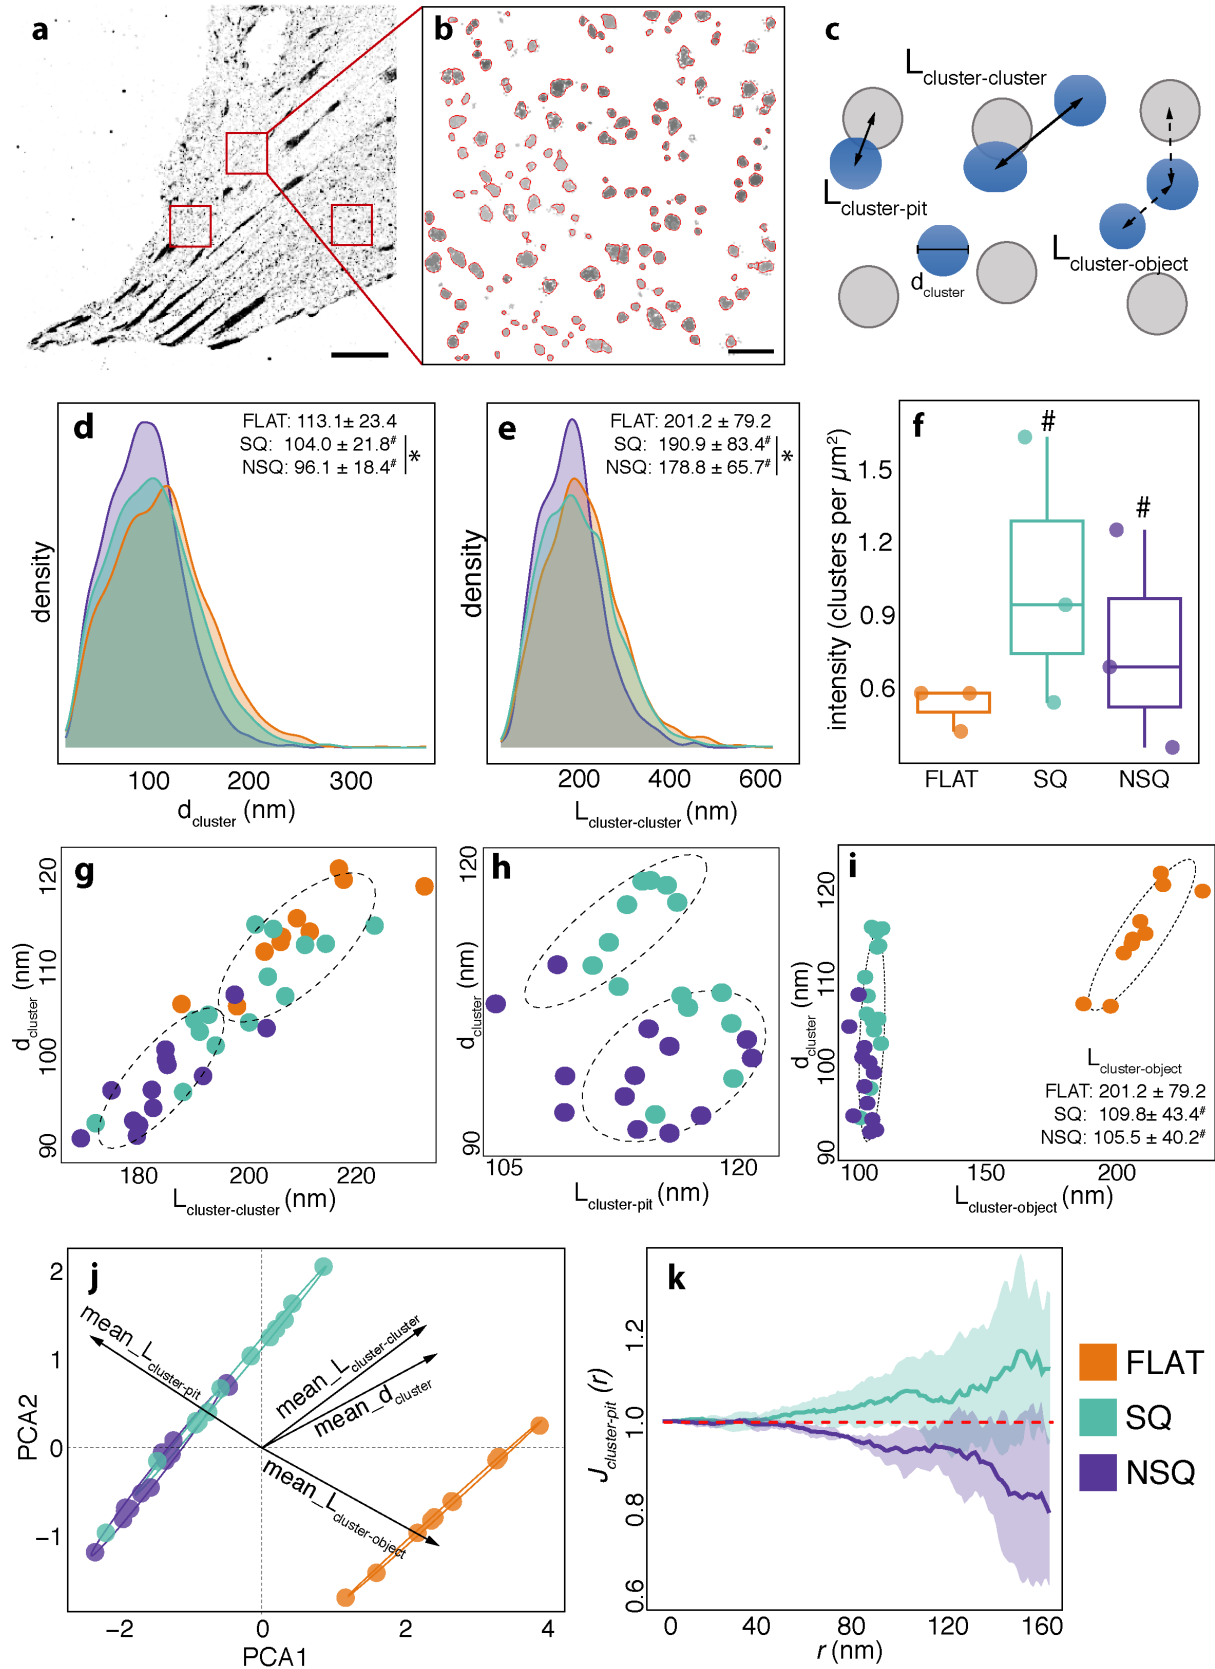 a
b
c
L cluster-cluster
L cluster-pit
L cluster-object
d cluster
d
FLAT: 113.1± 23.4
SQ: 104.0 ± 21.8#
NSQ: 96.1 ± 18.4#
*
density
100 200 300
d cluster (nm)
e
FLAT: 201.2 ± 79.2
SQ: 190.9 ± 83.4#
NSQ: 178.8 ± 65.7#
*
density
200 400 600
L cluster-cluster (nm)
f
intensity (clusters per µm2)
1.5
1.2
0.9
0.6
#
#
FLAT SQ NSQ
g
d cluster (nm)
120
110
100
90
180 200 220
L cluster-cluster (nm)
h
d cluster (nm)
120
90
105 120
L cluster-pit (nm)
i
d cluster (nm)
120
110
100
90
L cluster-object
FLAT: 201.2 ± 79.2
SQ: 109.8± 43.4#
NSQ: 105.5 ± 40.2#
100 150 200
L cluster-object (nm)
j
PCA2
2
1
0
−1
mean_L cluster-pit
mean_L cluster-cluster
mean_d cluster
mean_L cluster-object
−2 0 2 4
PCA1
k
J cluster-pit (r)
1.2
1.0
0.8
0.6
0 40 80 120 160
r (nm)
FLAT
SQ
NSQ